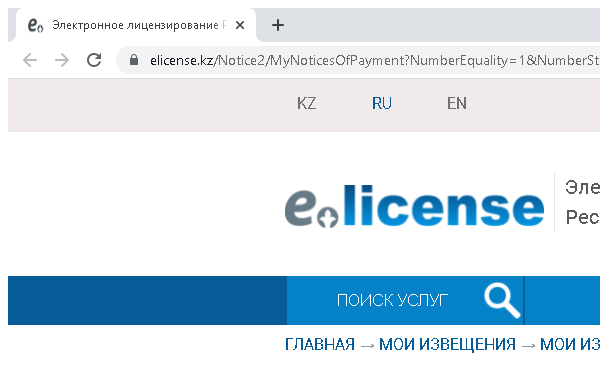 Электронное лицензирование Р
elicense.kz/Notice2/MyNoticesOfPayment?NumberEquality=1&NumberSt
KZ RU EN
e.license
Эле
Рес
ПОИСК УСЛУГ
ГЛАВНАЯ → МОИ ИЗВЕЩЕНИЯ → МОИ ИЗ